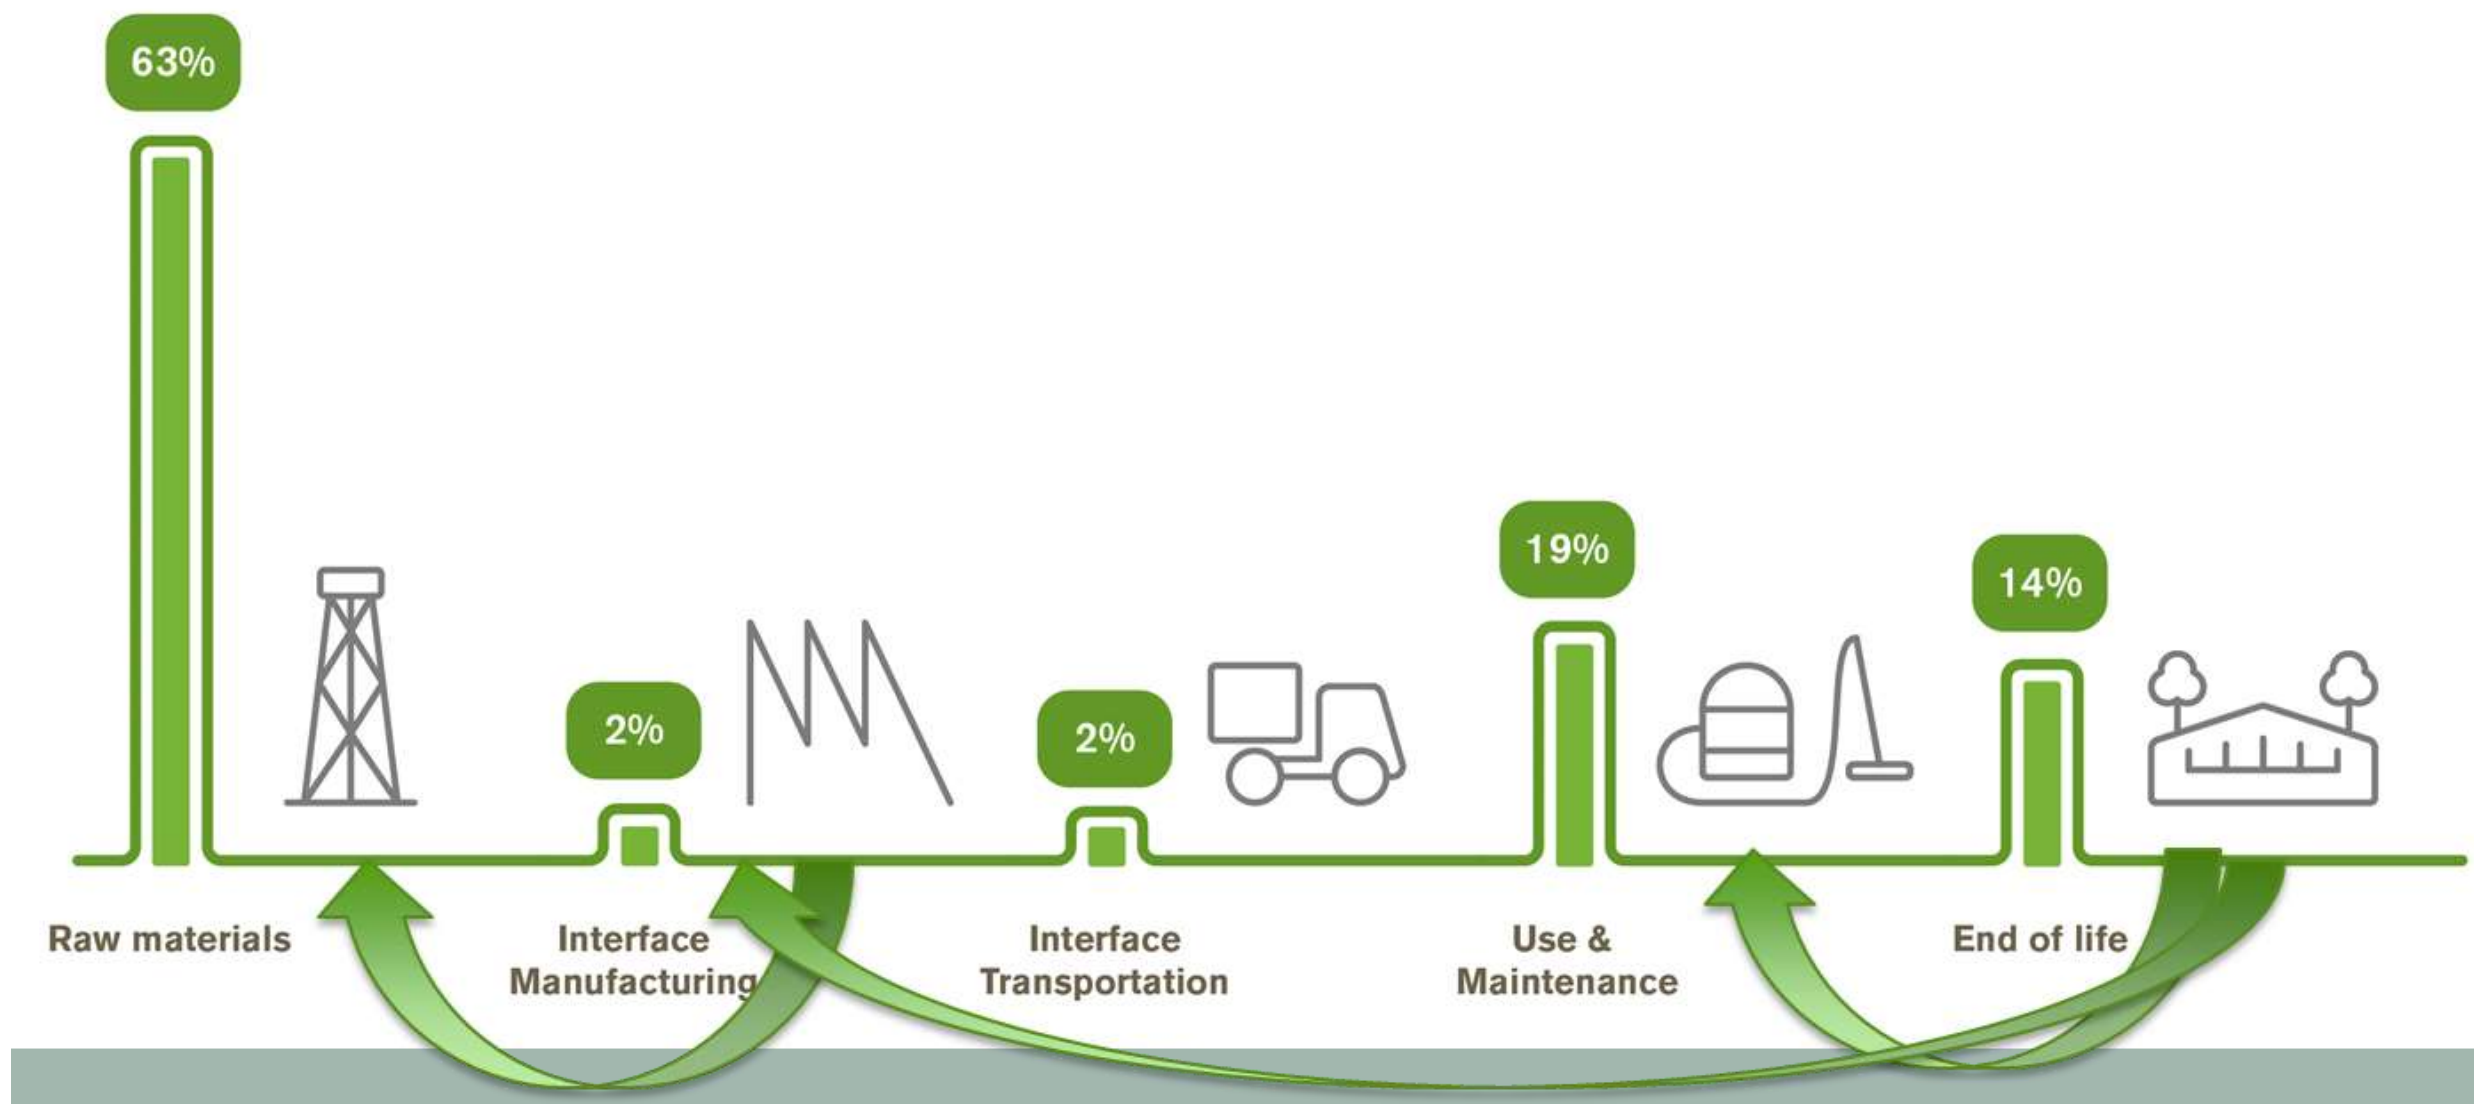 63%
2%
2%
19%
14%
Raw materials
Interface
Manufacturing
Interface
Transportation
Use &
Maintenance
End of life